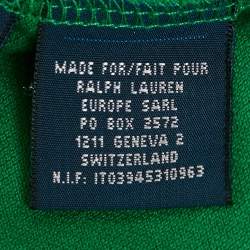 MADE FOR/FAIT POUR
RALPH LAUREN
EUROPE SARL
PO BOX 2572
1211 GENEVA 2
SWITZERLAND
N.I.F: IT03945310963